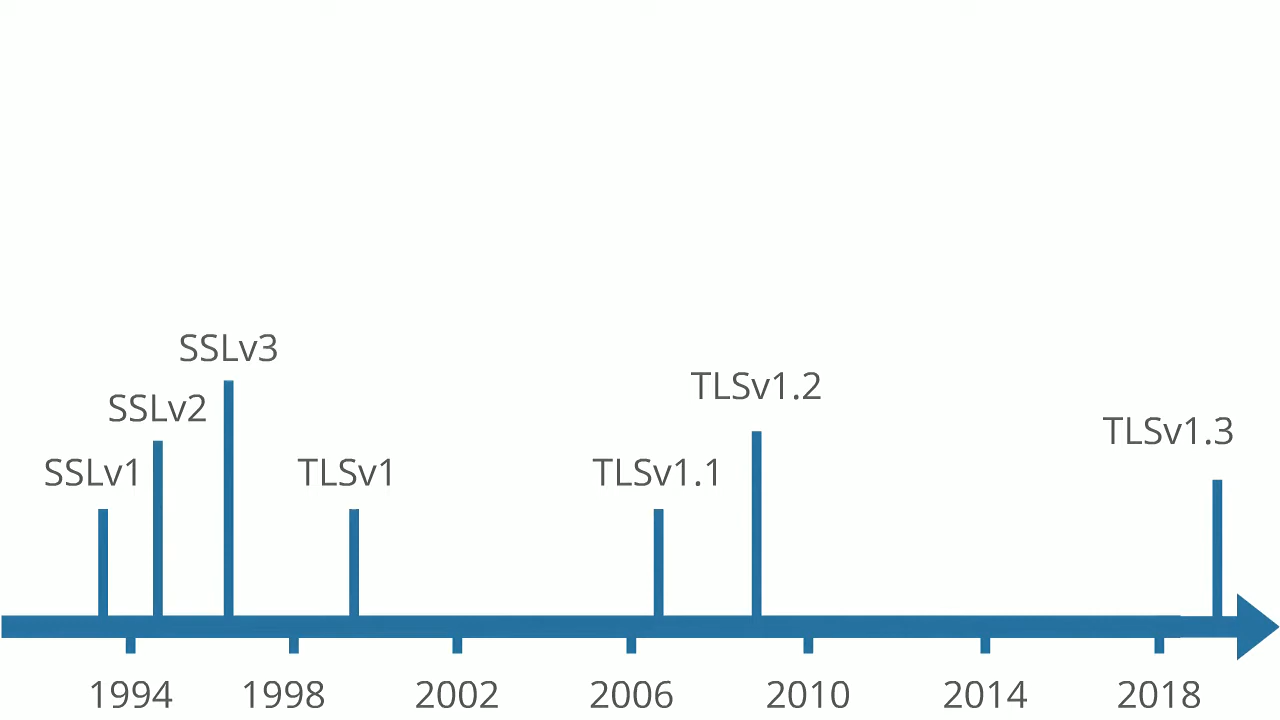 SSLv3
TLSv1.2
SSLv2
TLSv1.3
SSLv1
TLSv1
TLSv1.1
1994
1998
2002
2006
2010
2014
2018